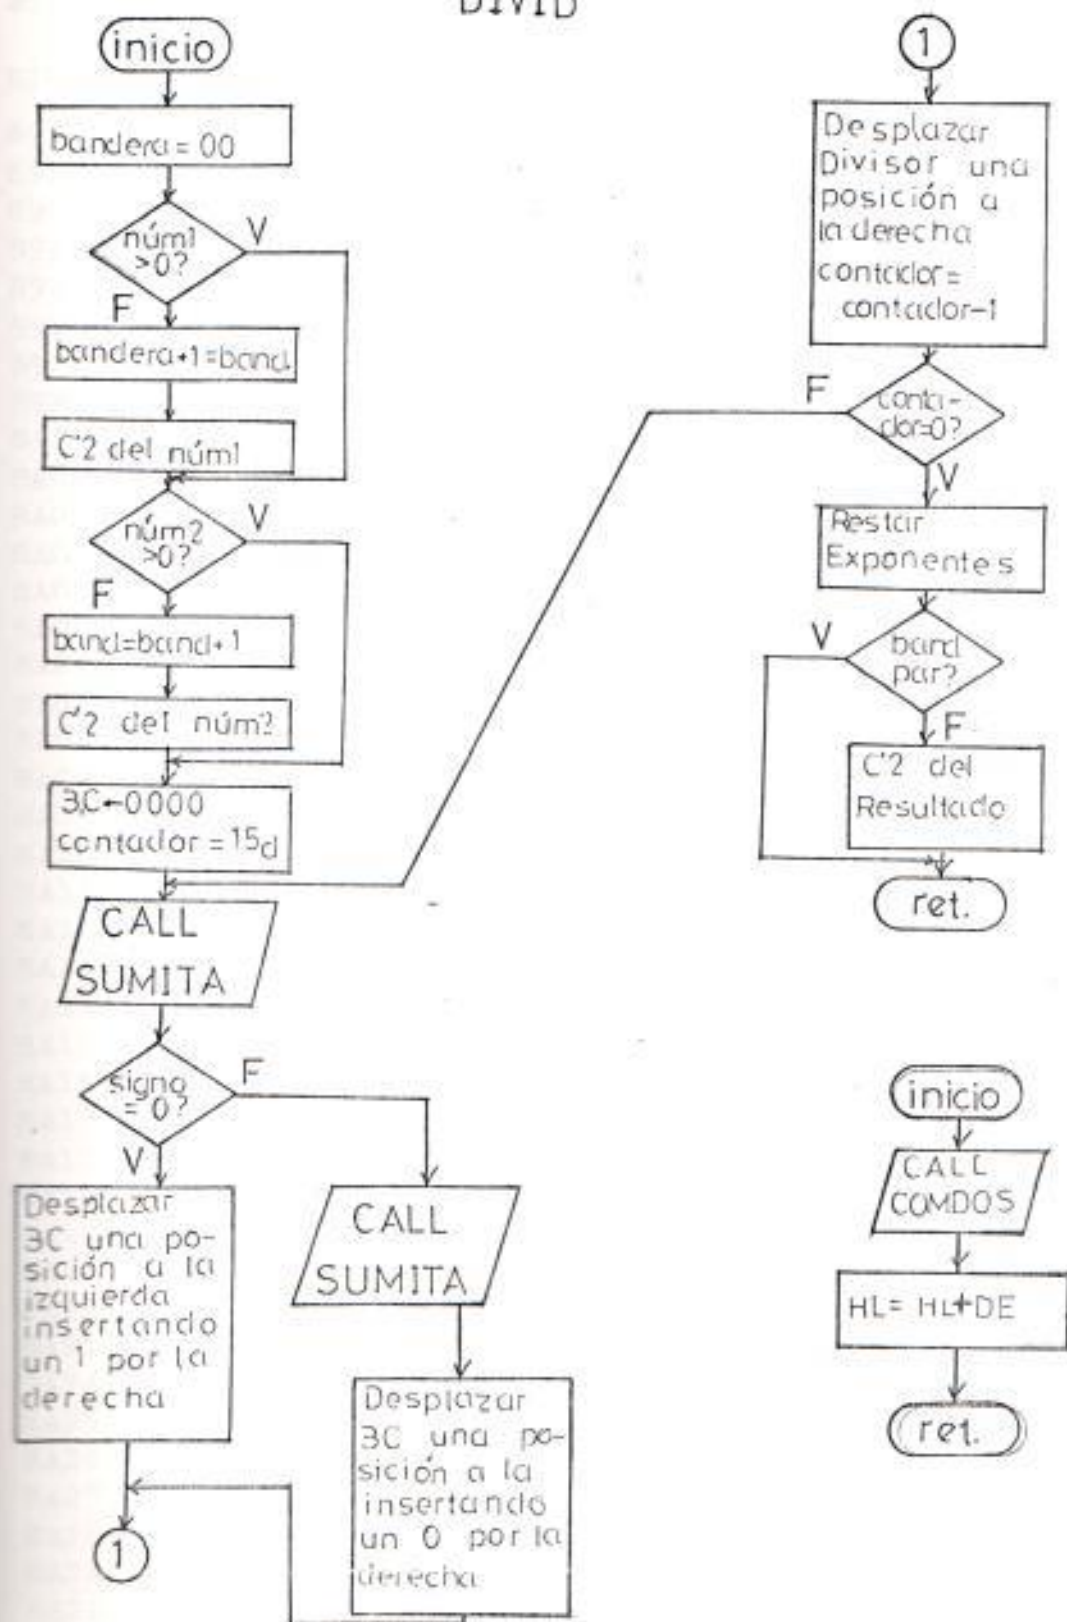 DIVID
inicio
bandera = 00
núm1
>0?
V
F
bandera+1=band.
C'2 del núm1
núm2
>0?
V
F
band=band+1
C'2 del núm2
BC←0000
contador = 15d
CALL
SUMITA
signo
= 0?
F
V
Desplazar
BC una po-
sición a la
izquierda
insertando
un 1 por la
derecha
1
CALL
SUMITA
Desplazar
BC una po-
sición a la
insertando
un 0 por la
derecha
1
Desplazar
Divisor una
posición a
la derecha
contador=
contador-1
conta-
dor=0?
F
V
Restar
Exponentes
band
par?
V
F
C'2 del
Resultado
ret.
inicio
CALL
COMDOS
HL= HL+DE
ret.